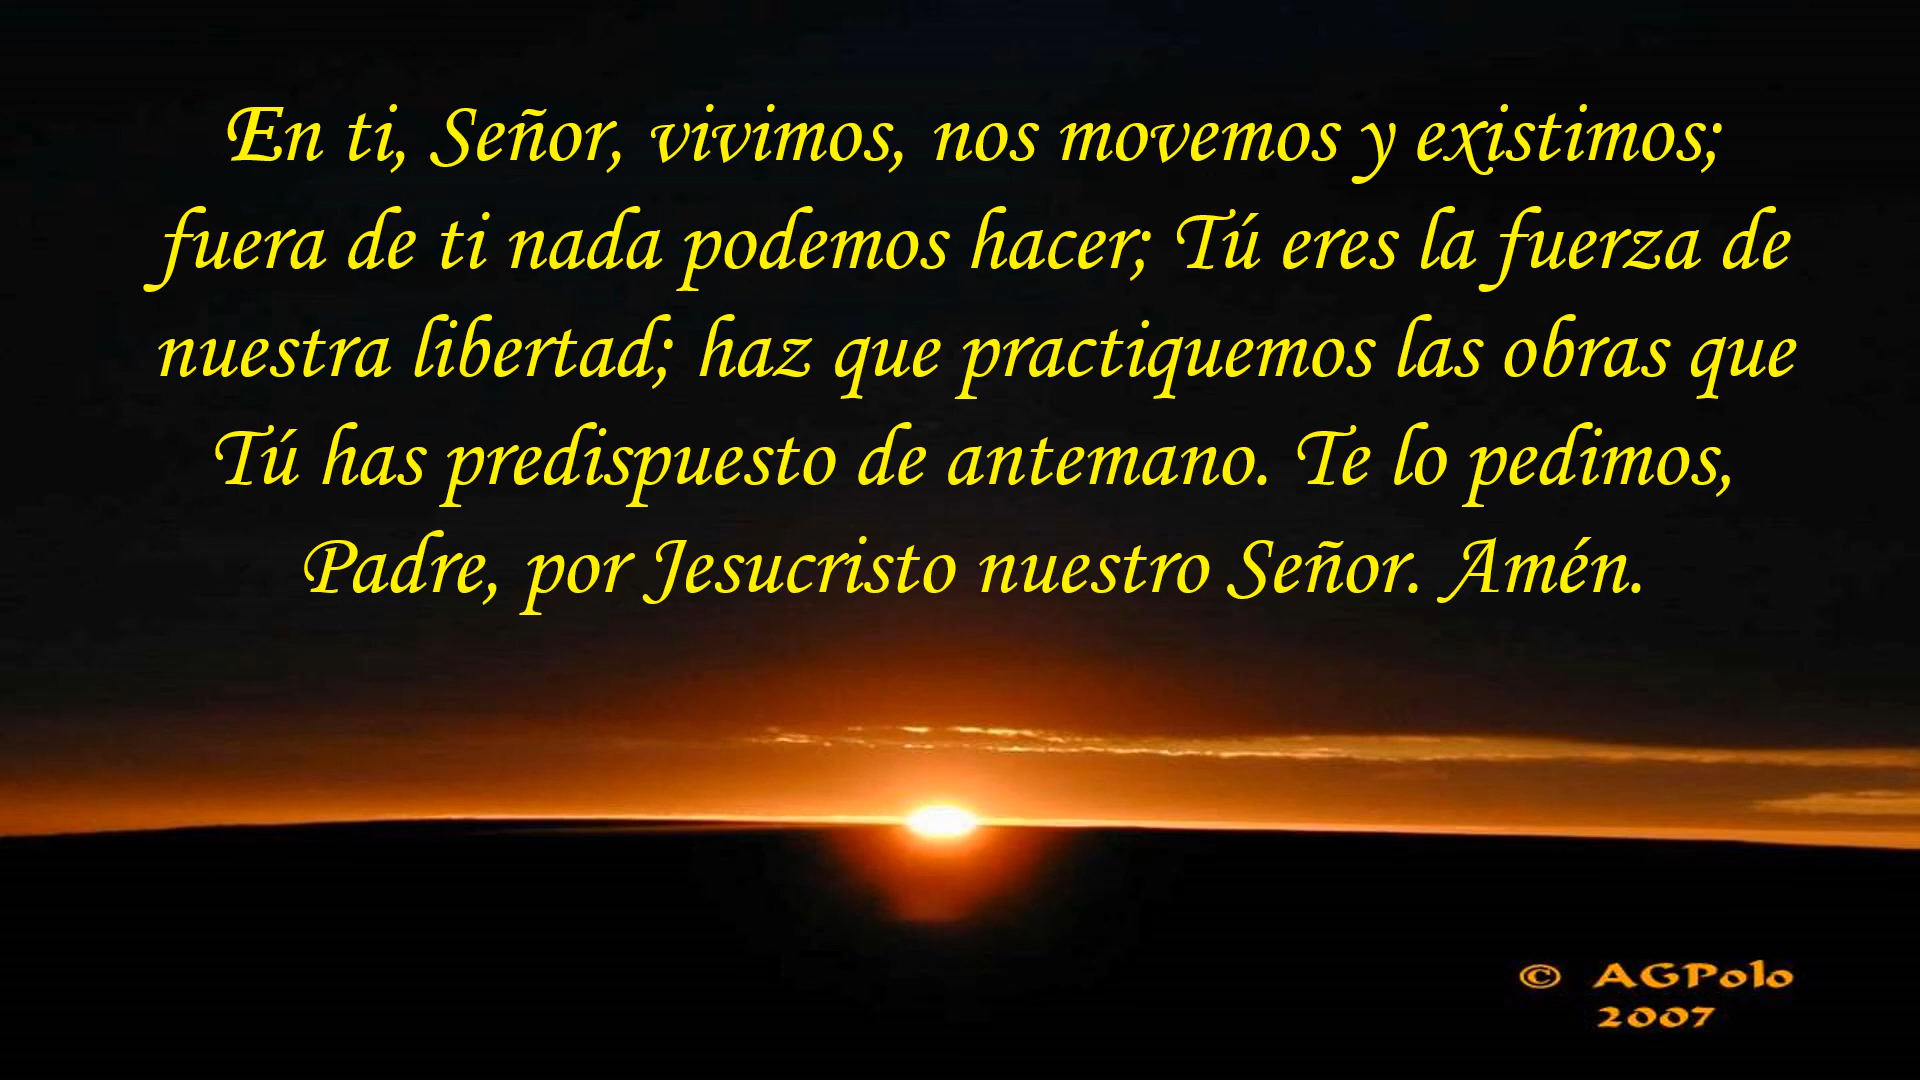 En ti, Señor, vivimos, nos movemos y existimos;
fuera de ti nada podemos hacer; Tú eres la fuerza de
nuestra libertad; haz que practiquemos las obras que
Tú has predispuesto de antemano. Te lo pedimos,
Padre, por Jesucristo nuestro Señor. Amén.
© AGPolo
2007